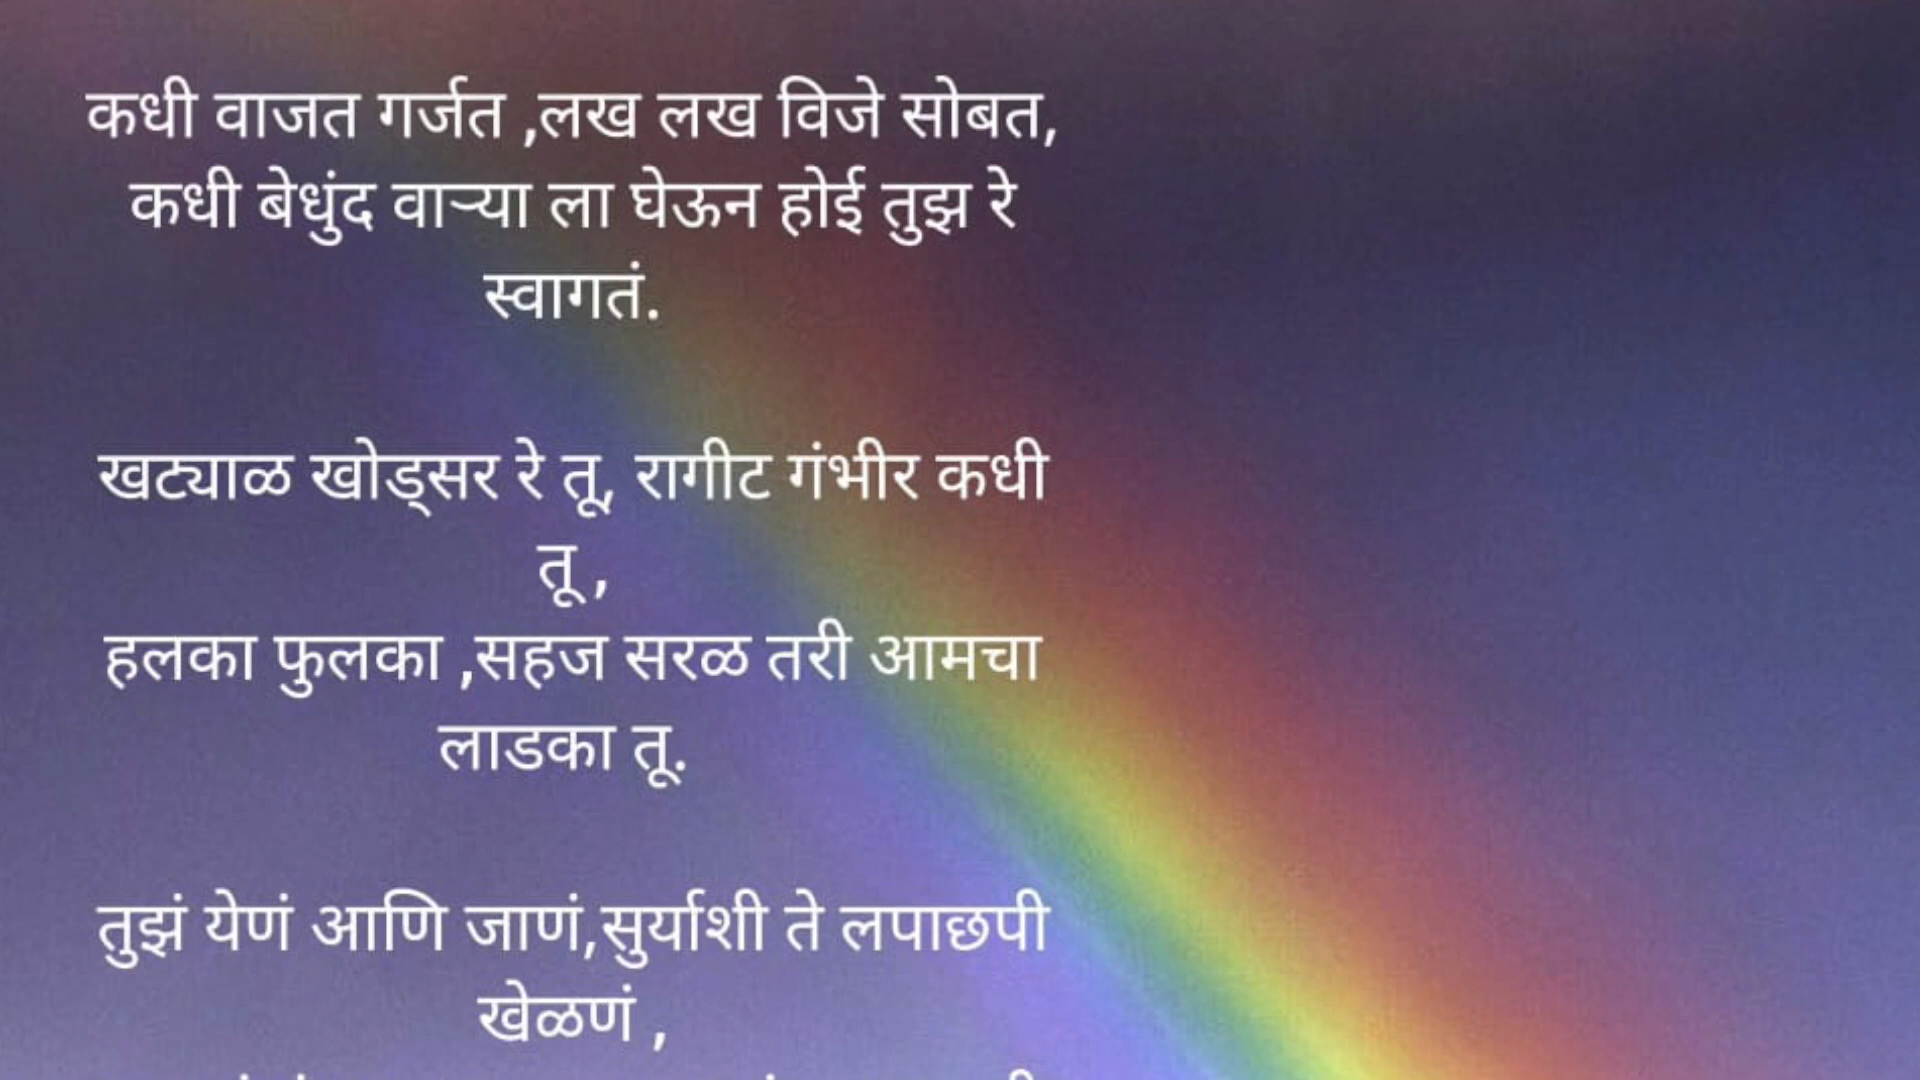 कधी वाजत गर्जत ,लख लख विजे सोबत,
कधी बेधुंद वाऱ्या ला घेऊन होई तुझ रे
स्वागतं.
खट्याळ खोड्सर रे तू, रागीट गंभीर कधी
तू ,
हलका फुलका ,सहज सरळ तरी आमचा
लाडका तू.
तुझं येणं आणि जाणं,सुर्याशी ते लपाछपी
खेळणं ,